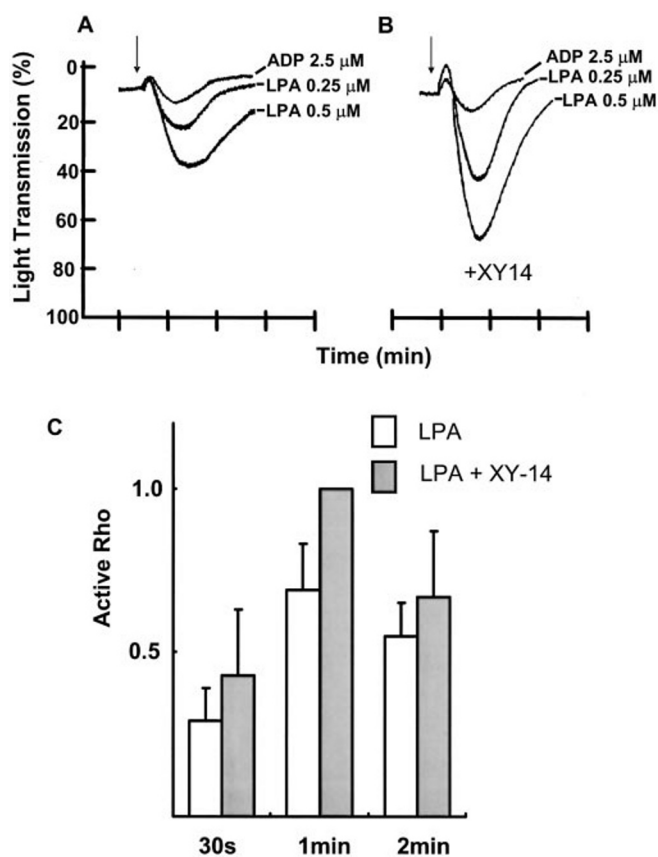 A
B
0
20
40
60
80
100
Light Transmission (%)
ADP 2.5 μM
LPA 0.25 μM
LPA 0.5 μM
ADP 2.5 μM
LPA 0.25 μM
LPA 0.5 μM
+XY14
Time (min)
C
LPA
LPA + XY-14
1.0
0.5
Active Rho
30s
1min
2min